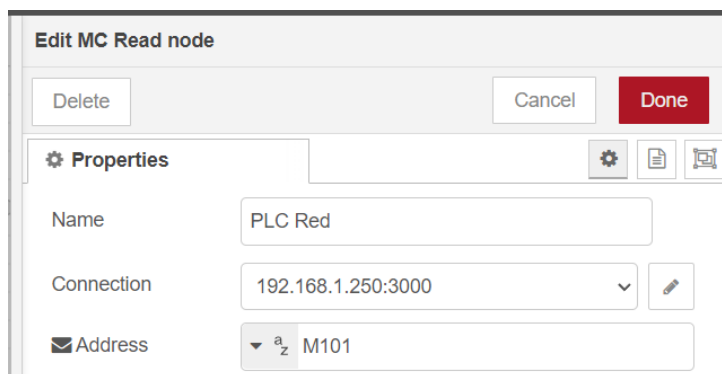 Edit MC Read node
Delete Cancel Done
Properties
Name PLC Red
Connection 192.168.1.250:3000
Address az M101